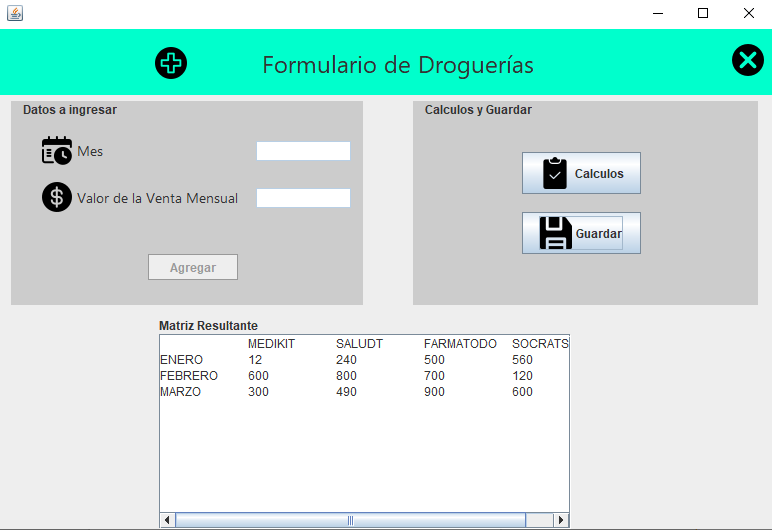 Formulario de Droguerías
Datos a ingresar
Mes
Valor de la Venta Mensual
Agregar
Calculos y Guardar
Calculos
Guardar
Matriz Resultante
MEDIKIT SALUDT FARMATODO SOCRATS
ENERO 12 240 500 560
FEBRERO 600 800 700 120
MARZO 300 490 900 600